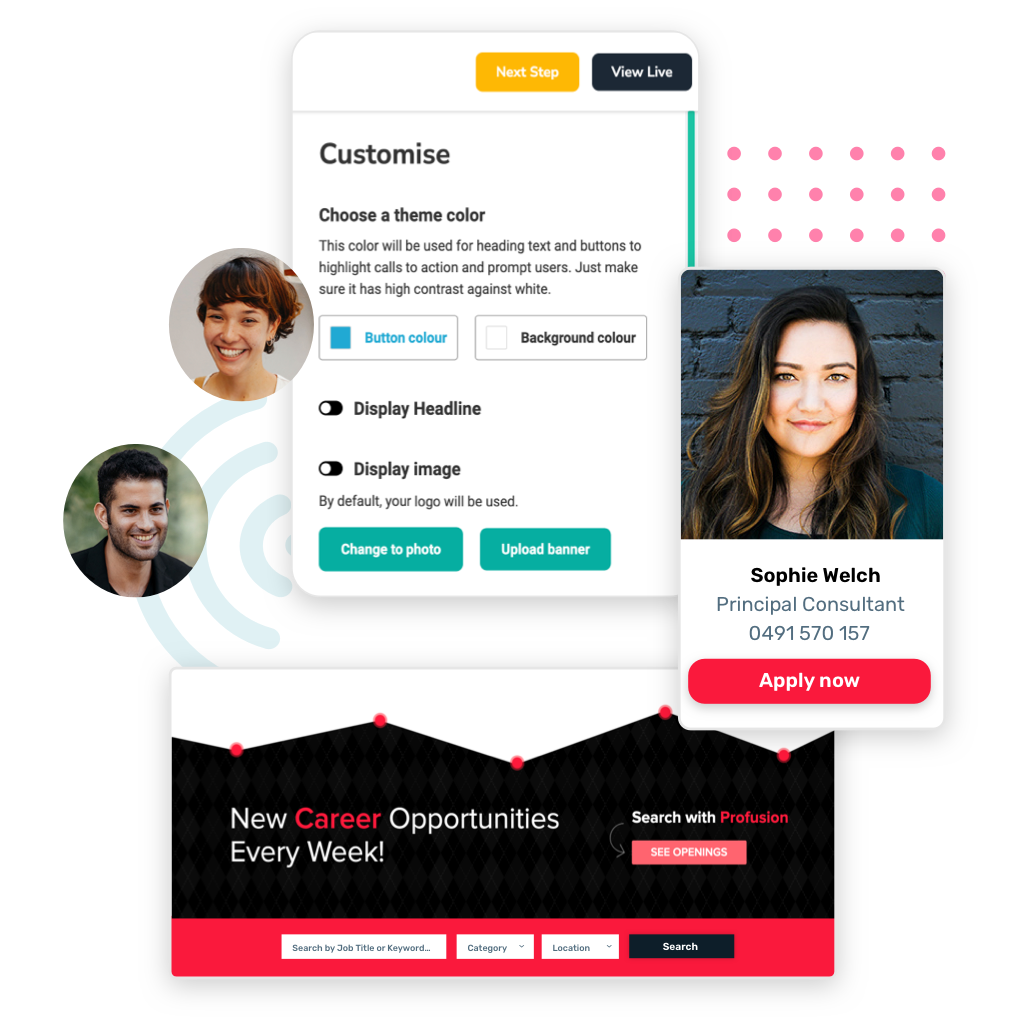 Next Step
View Live
Customise
Choose a theme color
This color will be used for heading text and buttons to
highlight calls to action and prompt users. Just make
sure it has high contrast against white.
Button colour
Background colour
Display Headline
Display image
By default, your logo will be used.
Change to photo
Upload banner
Sophie Welch
Principal Consultant
0491 570 157
Apply now
New Career Opportunities
Every Week!
Search with Profusion
SEE OPENINGS
Search by Job Title or Keyword...
Category
Location
Search